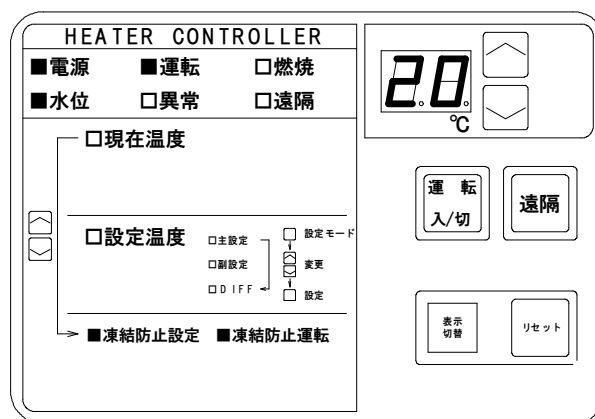 HEATER CONTROLLER
■電源 ■運転 □燃焼
■水位 □異常 □遠隔
20
℃
□現在温度
□設定温度
□主設定
□副設定
□DIFF
設定モード
変更
設定
■凍結防止設定 ■凍結防止運転
運 転
入/切
遠隔
表示
切替
リセット